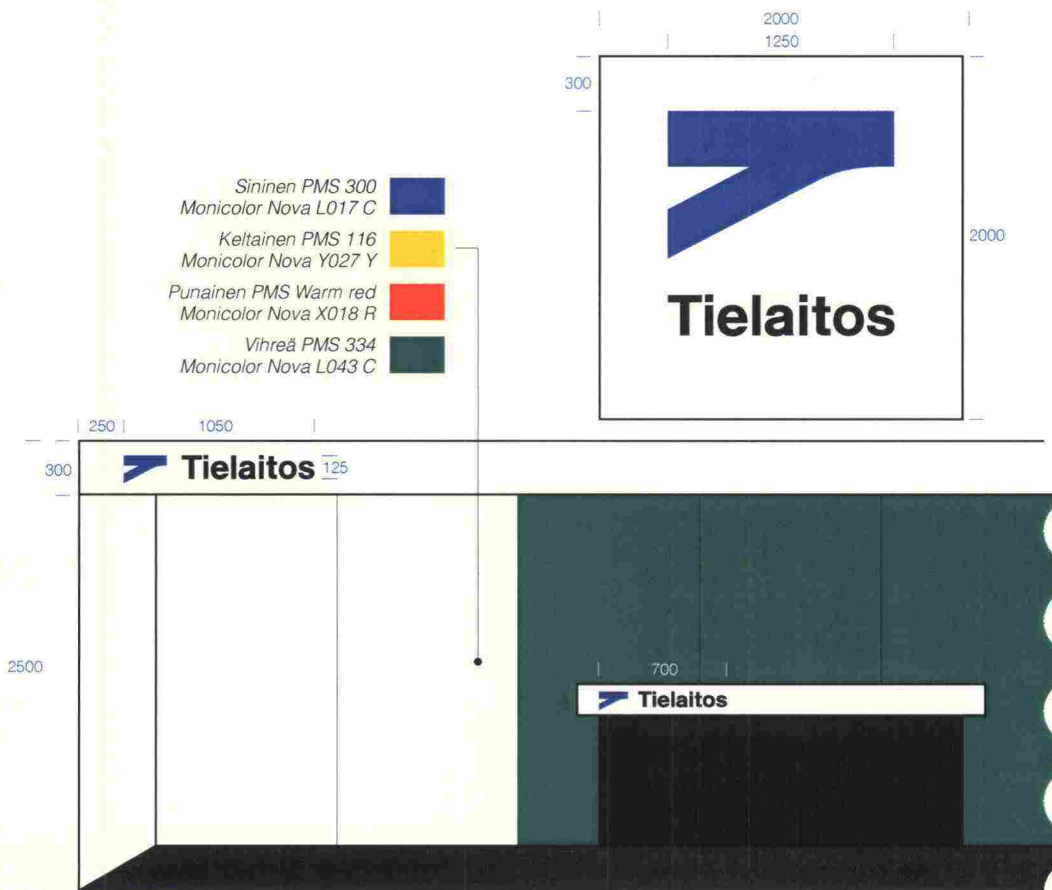 2000
1250
300
Sininen PMS 300
Monicolor Nova L017 C
Keltainen PMS 116
Monicolor Nova Y027 Y
Punainen PMS Warm red
Monicolor Nova X018 R
Vihreä PMS 334
Monicolor Nova L043 C
2000
Tielaitos
250
1050
300
Tielaitos
125
2500
700
Tielaitos